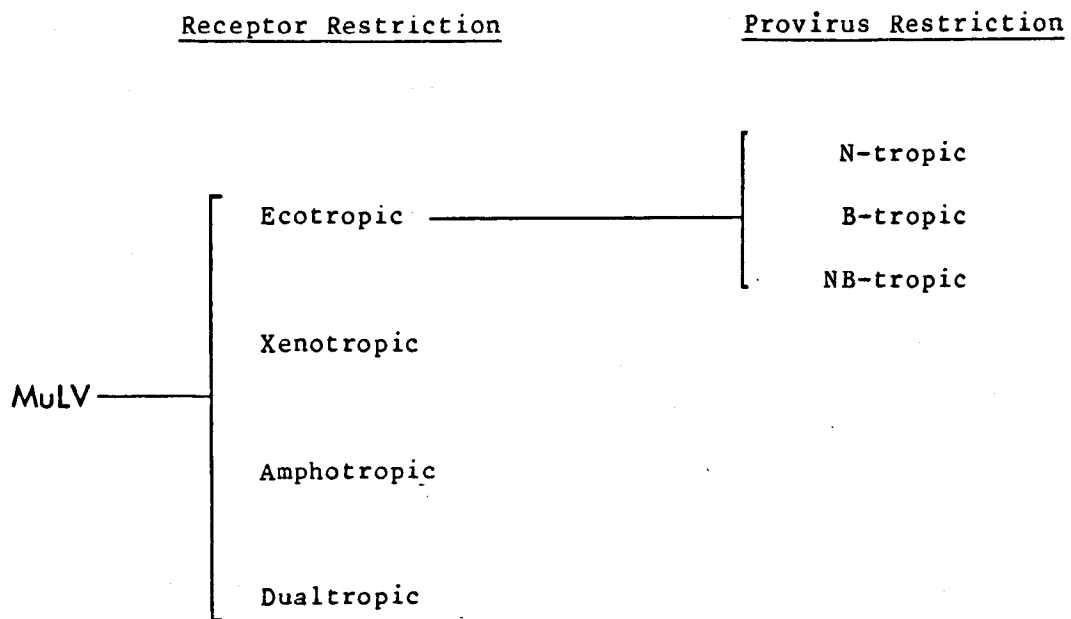 Receptor Restriction
Provirus Restriction
N-tropic
Ecotropic
B-tropic
NB-tropic
Xenotropic
MuLV
Amphotropic
Dualtropic